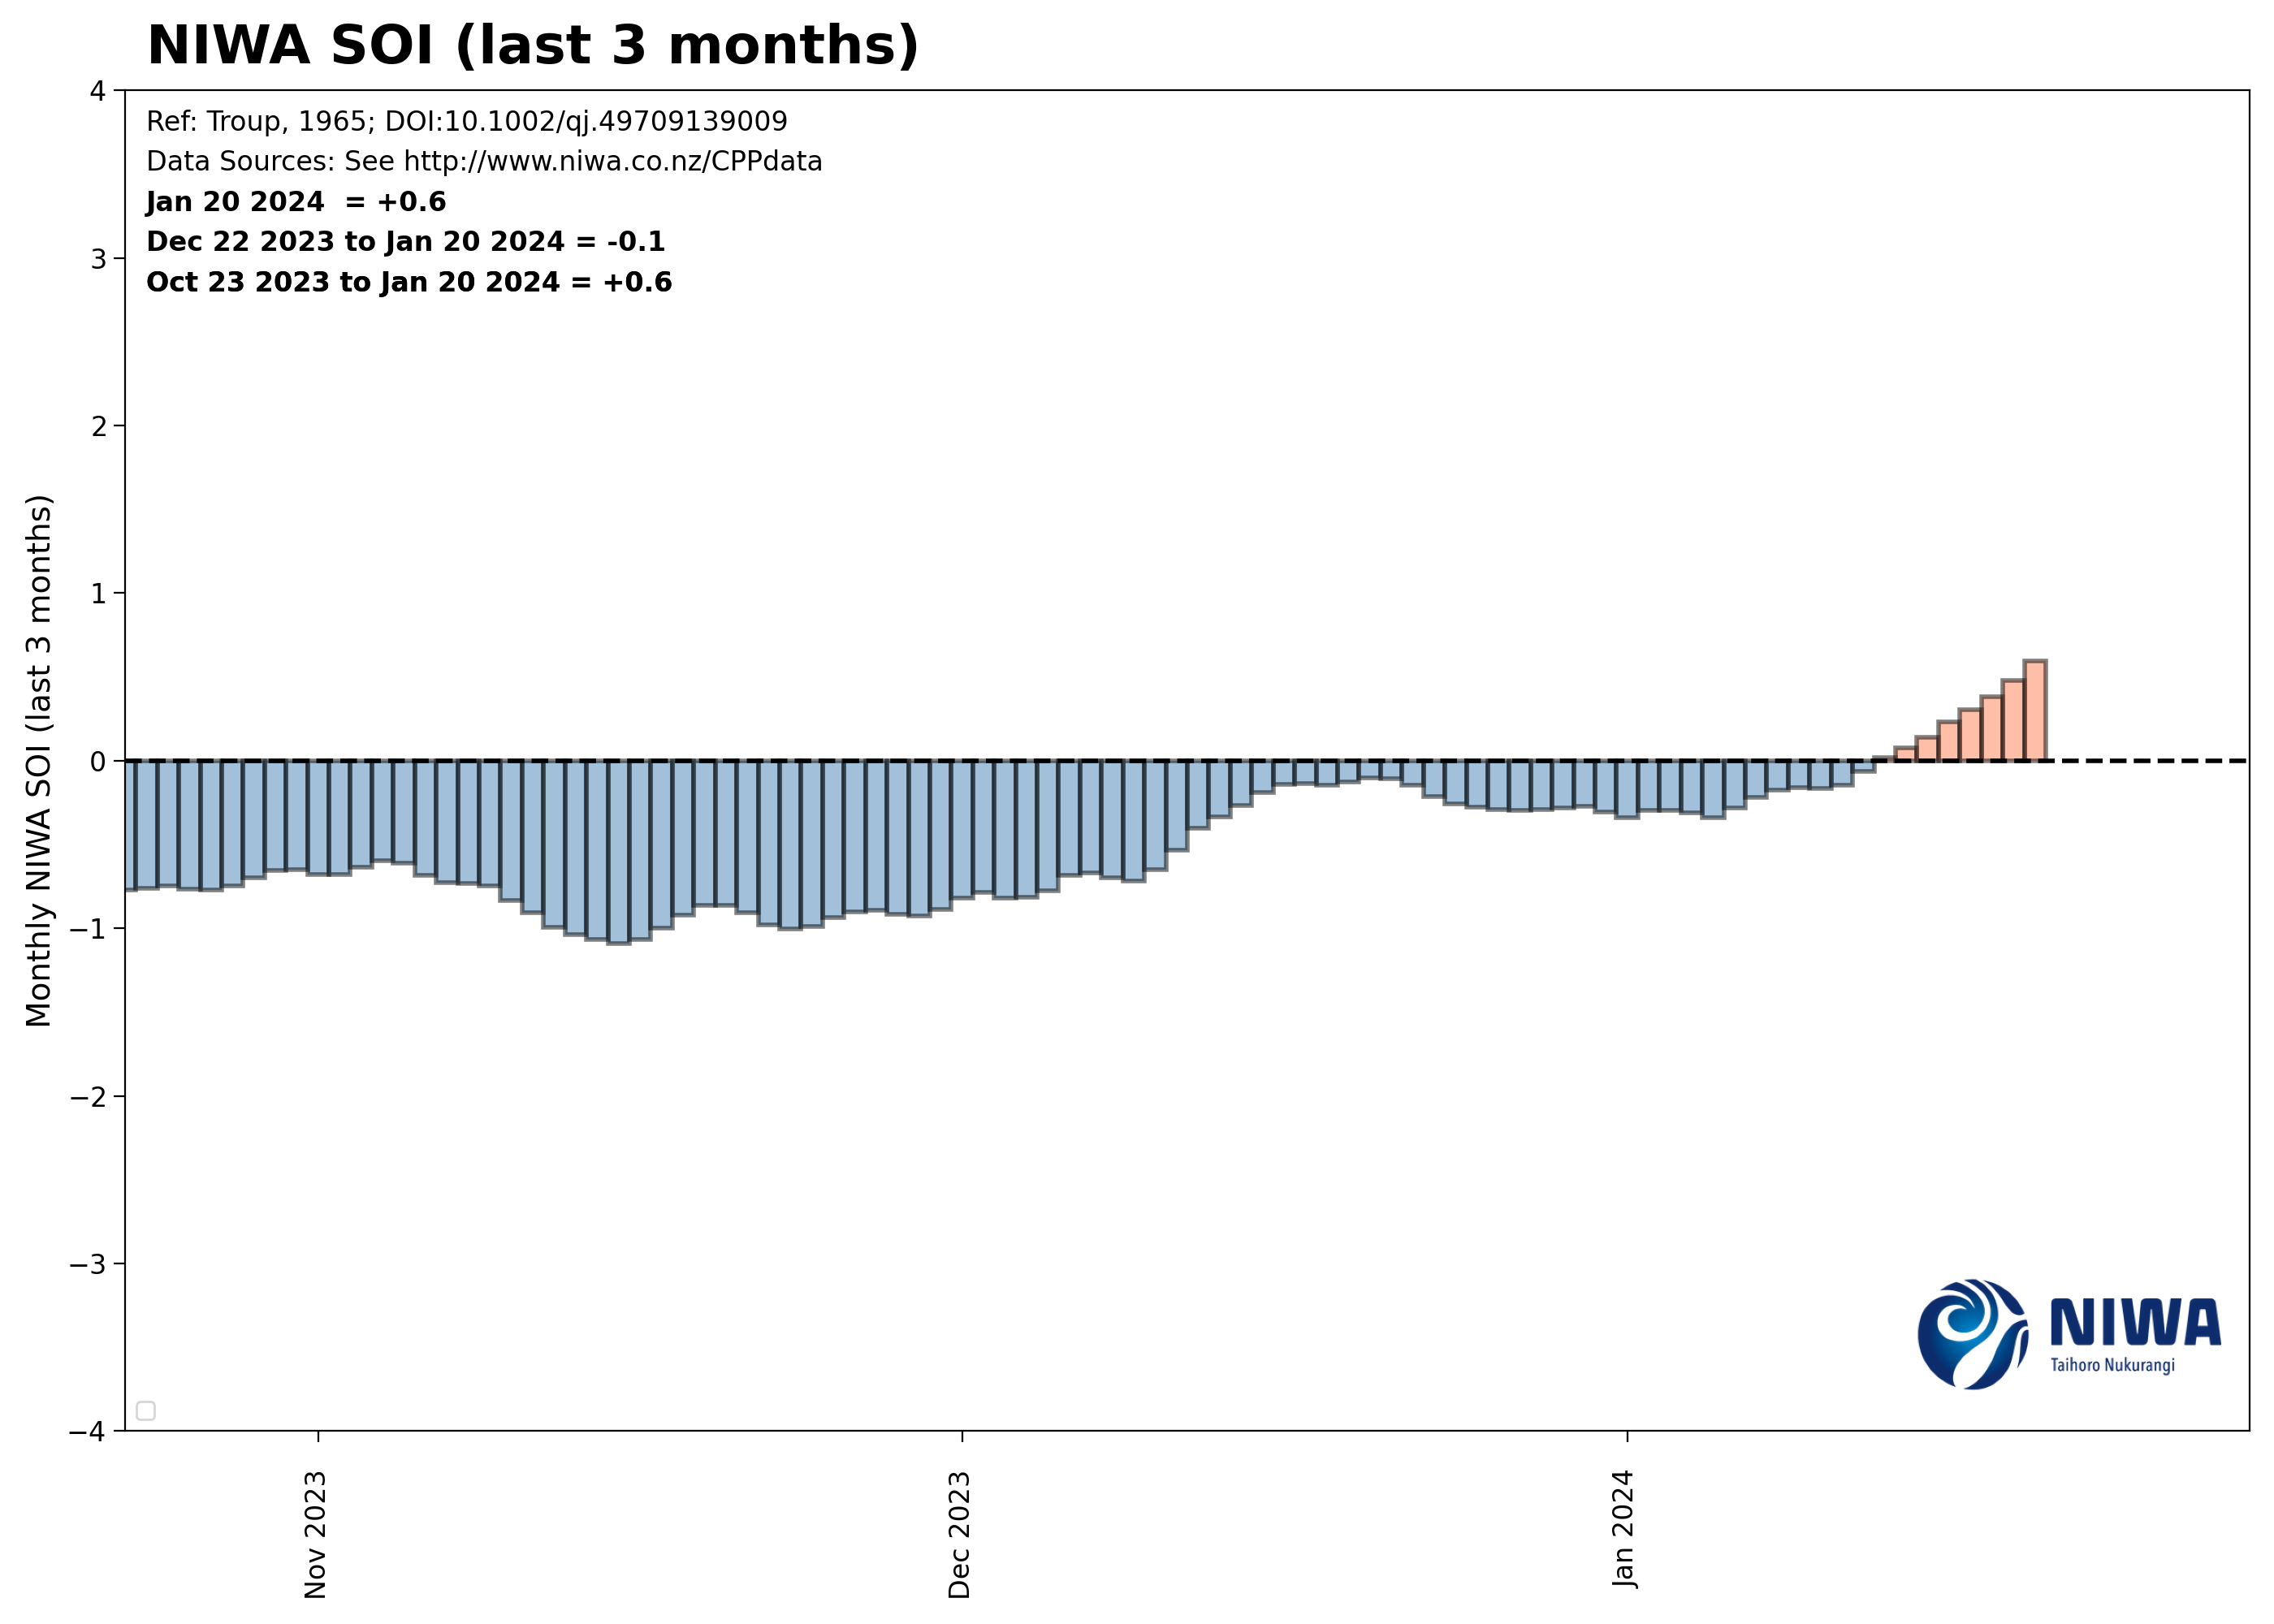 NIWA SOI (last 3 months)
Ref: Troup, 1965; DOI:10.1002/qj.49709139009
Data Sources: See http://www.niwa.co.nz/CPPdata
Jan 20 2024  = +0.6
Dec 22 2023 to Jan 20 2024 = -0.1
Oct 23 2023 to Jan 20 2024 = +0.6
Monthly NIWA SOI (last 3 months)
4
3
2
1
0
−1
−2
−3
−4
Nov 2023
Dec 2023
Jan 2024
NIWA
Taihoro Nukurangi